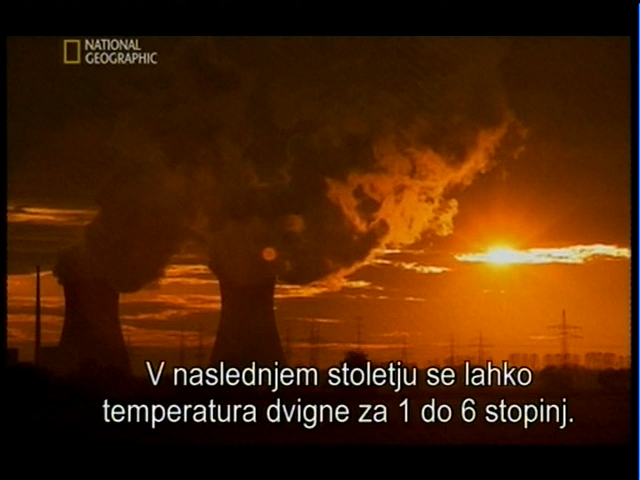 NATIONAL
GEOGRAPHIC
V naslednjem stoletju se lahko
temperatura dvigne za 1 do 6 stopinj.